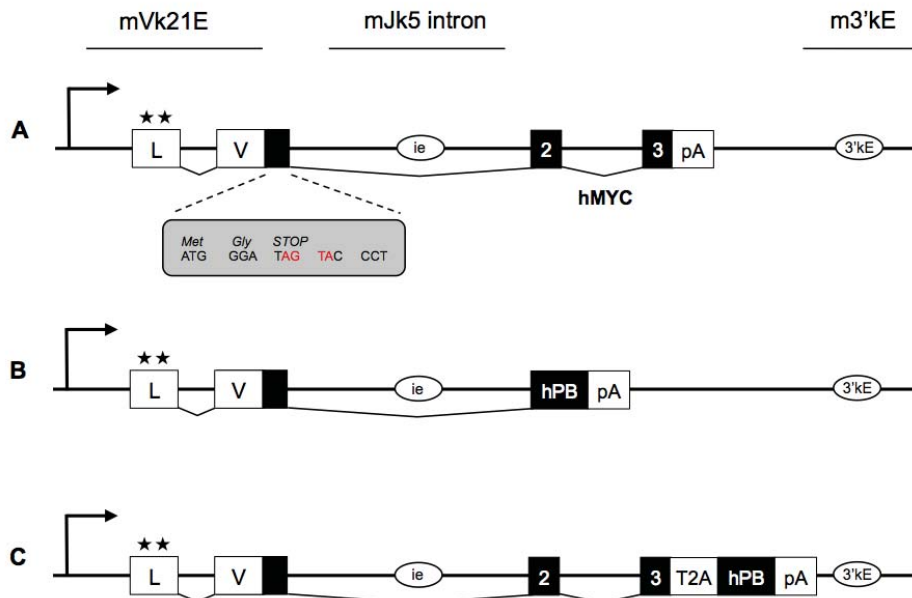 mVk21E mJk5 intron m3'kE
★★
A L V ie 2 3 pA 3'kE
hMYC
Met Gly STOP
ATG GGA TAG TAC CCT
★★
B L V ie hPB pA 3'kE
★★
C L V ie 2 3 T2A hPB pA 3'kE